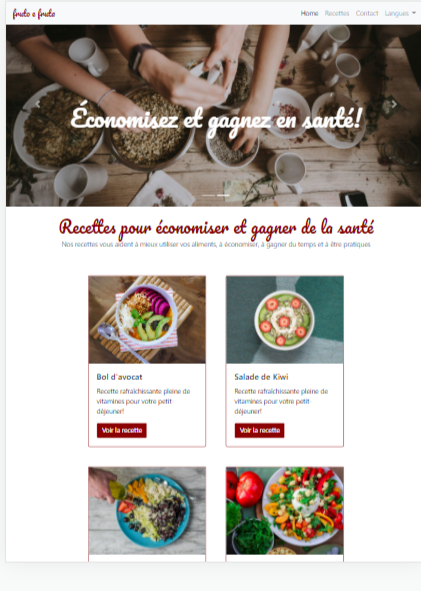 fruto e fruta
Home Recettes Contact Langues
Économisez et gagnez en santé!
Recettes pour économiser et gagner de la santé
Nos recettes vous aident à mieux utiliser vos aliments, à économiser, à gagner du temps et à être pratiques
Bol d'avocat
Recette rafraîchissante pleine de
vitamines pour votre petit-
déjeuner!
Voir la recette
Salade de Kiwi
Recette rafraîchissante pleine de
vitamines pour votre petit-
déjeuner!
Voir la recette